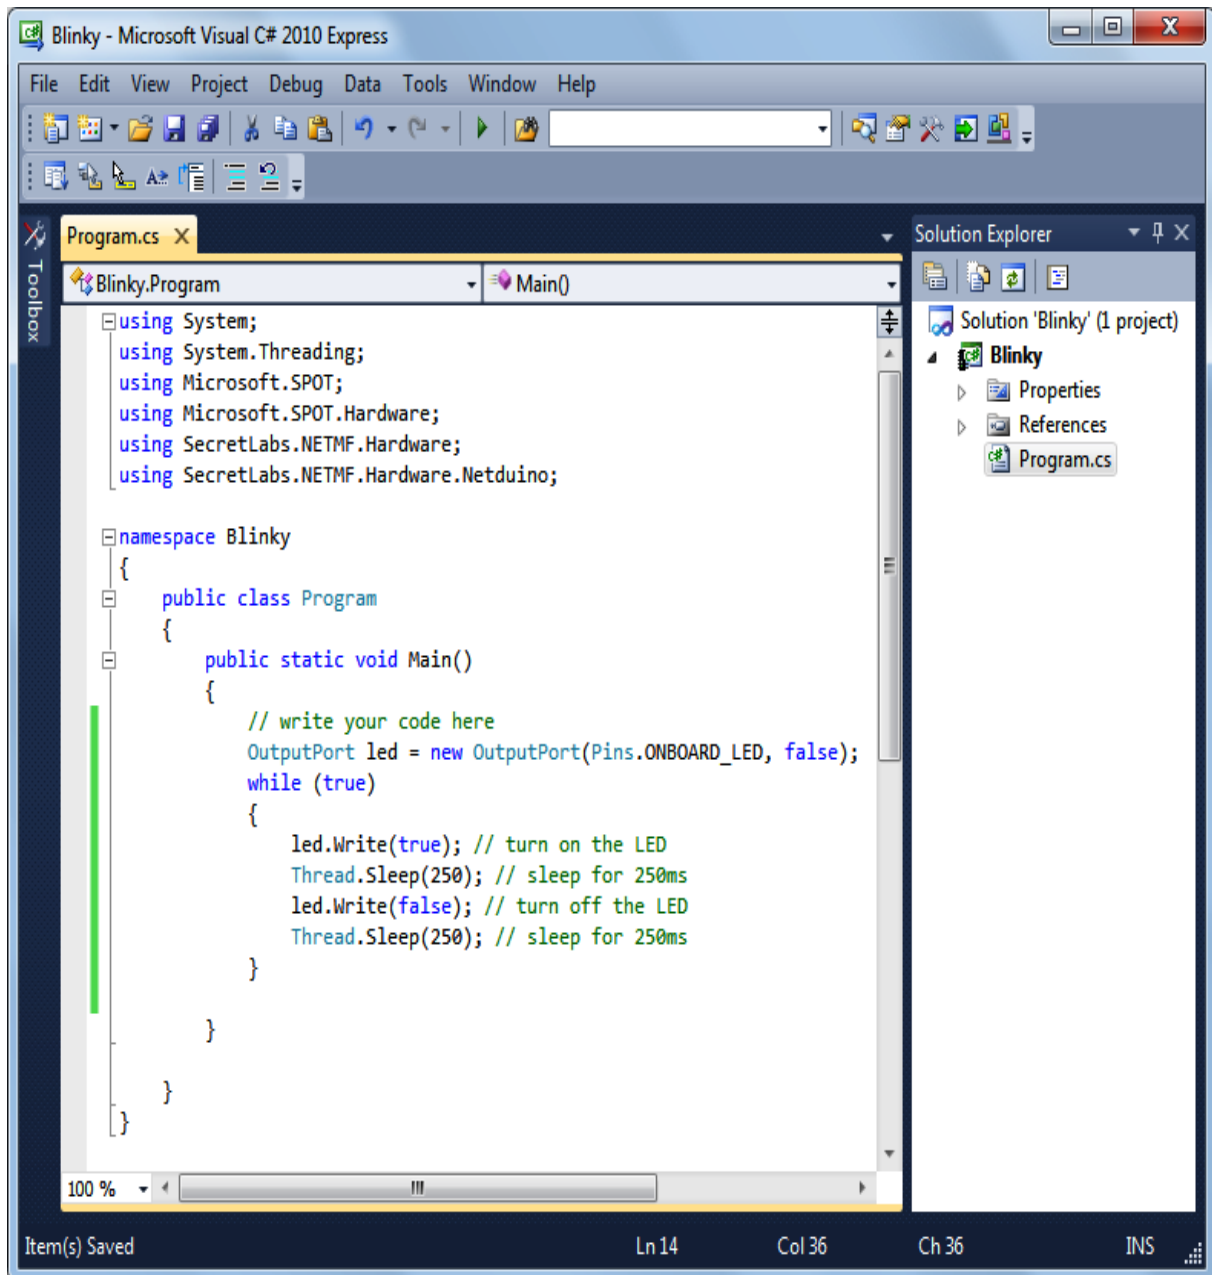 Blinky - Microsoft Visual C# 2010 Express
File Edit View Project Debug Data Tools Window Help
Toolbox
Program.cs
Blinky.Program
Main()
using System;
using System.Threading;
using Microsoft.SPOT;
using Microsoft.SPOT.Hardware;
using SecretLabs.NETMF.Hardware;
using SecretLabs.NETMF.Hardware.Netduino;
namespace Blinky
{
public class Program
{
public static void Main()
{
// write your code here
OutputPort led = new OutputPort(Pins.ONBOARD_LED, false);
while (true)
{
led.Write(true); // turn on the LED
Thread.Sleep(250); // sleep for 250ms
led.Write(false); // turn off the LED
Thread.Sleep(250); // sleep for 250ms
}
}
}
}
100 %
Solution Explorer
Solution 'Blinky' (1 project)
Blinky
Properties
References
Program.cs
Item(s) Saved Ln 14 Col 36 Ch 36 INS